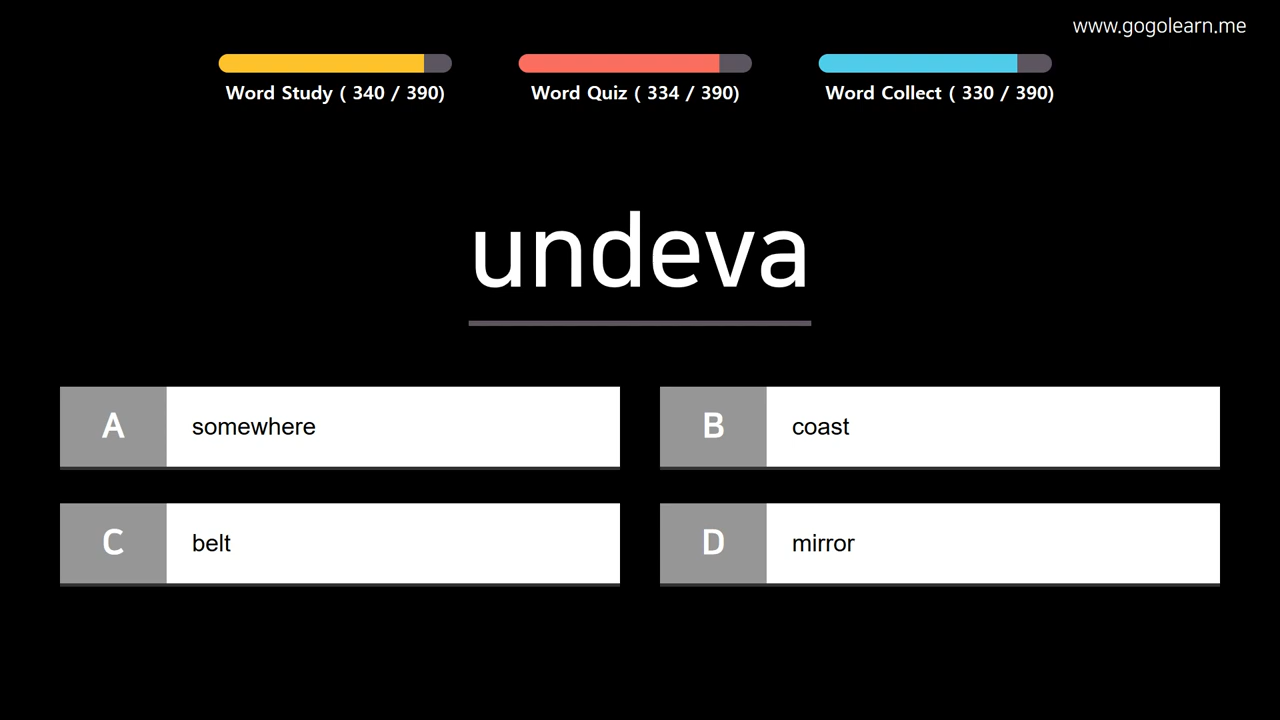 www.gogolearn.me
Word Study ( 340 / 390)
Word Quiz ( 334 / 390)
Word Collect ( 330 / 390)
undeva
A somewhere
B coast
C belt
D mirror